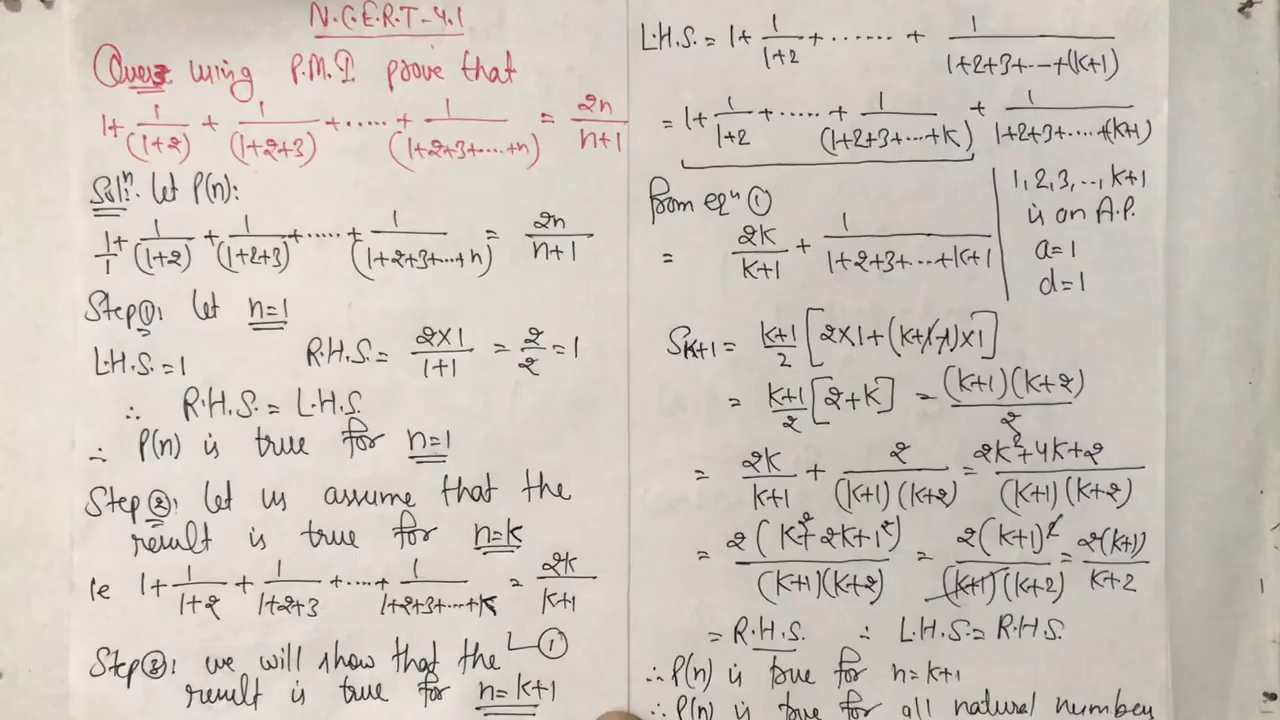 N.C.E.R.T-4.1
Ques3 using P.M.I prove that
1+ 1/(1+2) + 1/(1+2+3) +.....+ 1/(1+2+3+....+n) = 2n/n+1
Solⁿ. let P(n):
1/1 + 1/(1+2) + 1/(1+2+3) +.....+ 1/(1+2+3+...+n) = 2n/n+1
Step①: let n=1
L.H.S.=1 R.H.S.= 2×1/1+1 = 2/2 = 1
∴ R.H.S.= L.H.S.
∴ P(n) is true for n=1
Step②: let us assume that the
result is true for n=k
ie 1+ 1/1+2 + 1/1+2+3 +....+ 1/1+2+3+...+k = 2k/k+1
①
Step③: we will show that the
result is true for n=k+1
L.H.S.= 1+ 1/1+2 +.......+ 1/1+2+3+...+(k+1)
= 1+ 1/1+2 +.....+ 1/(1+2+3+...+k) + 1/1+2+3+....+(k+1)
from eqⁿ ①
= 2k/k+1 + 1/1+2+3+...+k+1
1,2,3,..,k+1
is an A.P.
a=1
d=1
Sk+1 = k+1/2 [2×1+(k+1-1)×1]
= k+1/2 [2+k] = (k+1)(k+2)/2
= 2k/k+1 + 2/(k+1)(k+2) = 2k²+4k+2/(k+1)(k+2)
= 2(k²+2k+1²)/(k+1)(k+2) = 2(k+1)²/(k+1)(k+2) = 2(k+1)/k+2
= R.H.S. ∴ L.H.S.= R.H.S.
∴ P(n) is true for n=k+1
∴ P(n) is true for all natural number